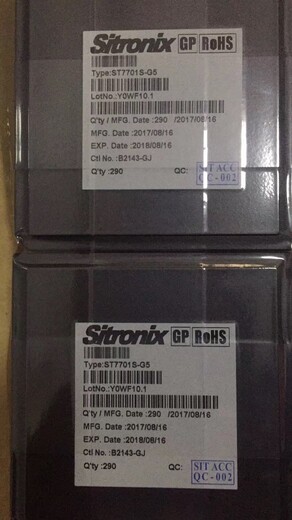 Sitronix GP RoHS
Type:ST7701S-G5
LotNo.:Y0WF10.1
Q'ty / MFG. Date :290 /2017/08/16
MFG. Date :2017/08/16
EXP. Date :2018/08/16
Ctl No. :B2143-GJ
Q'ty :290 QC: SIT ACC
QC-002
Sitronix GP RoHS
Type:ST7701S-G5
LotNo.:Y0WF10.1
Q'ty / MFG. Date :290 /2017/08/16
MFG. Date :2017/08/16
EXP. Date :2018/08/16
Ctl No. :B2143-GJ
Q'ty :290 QC: SIT ACC
QC-002